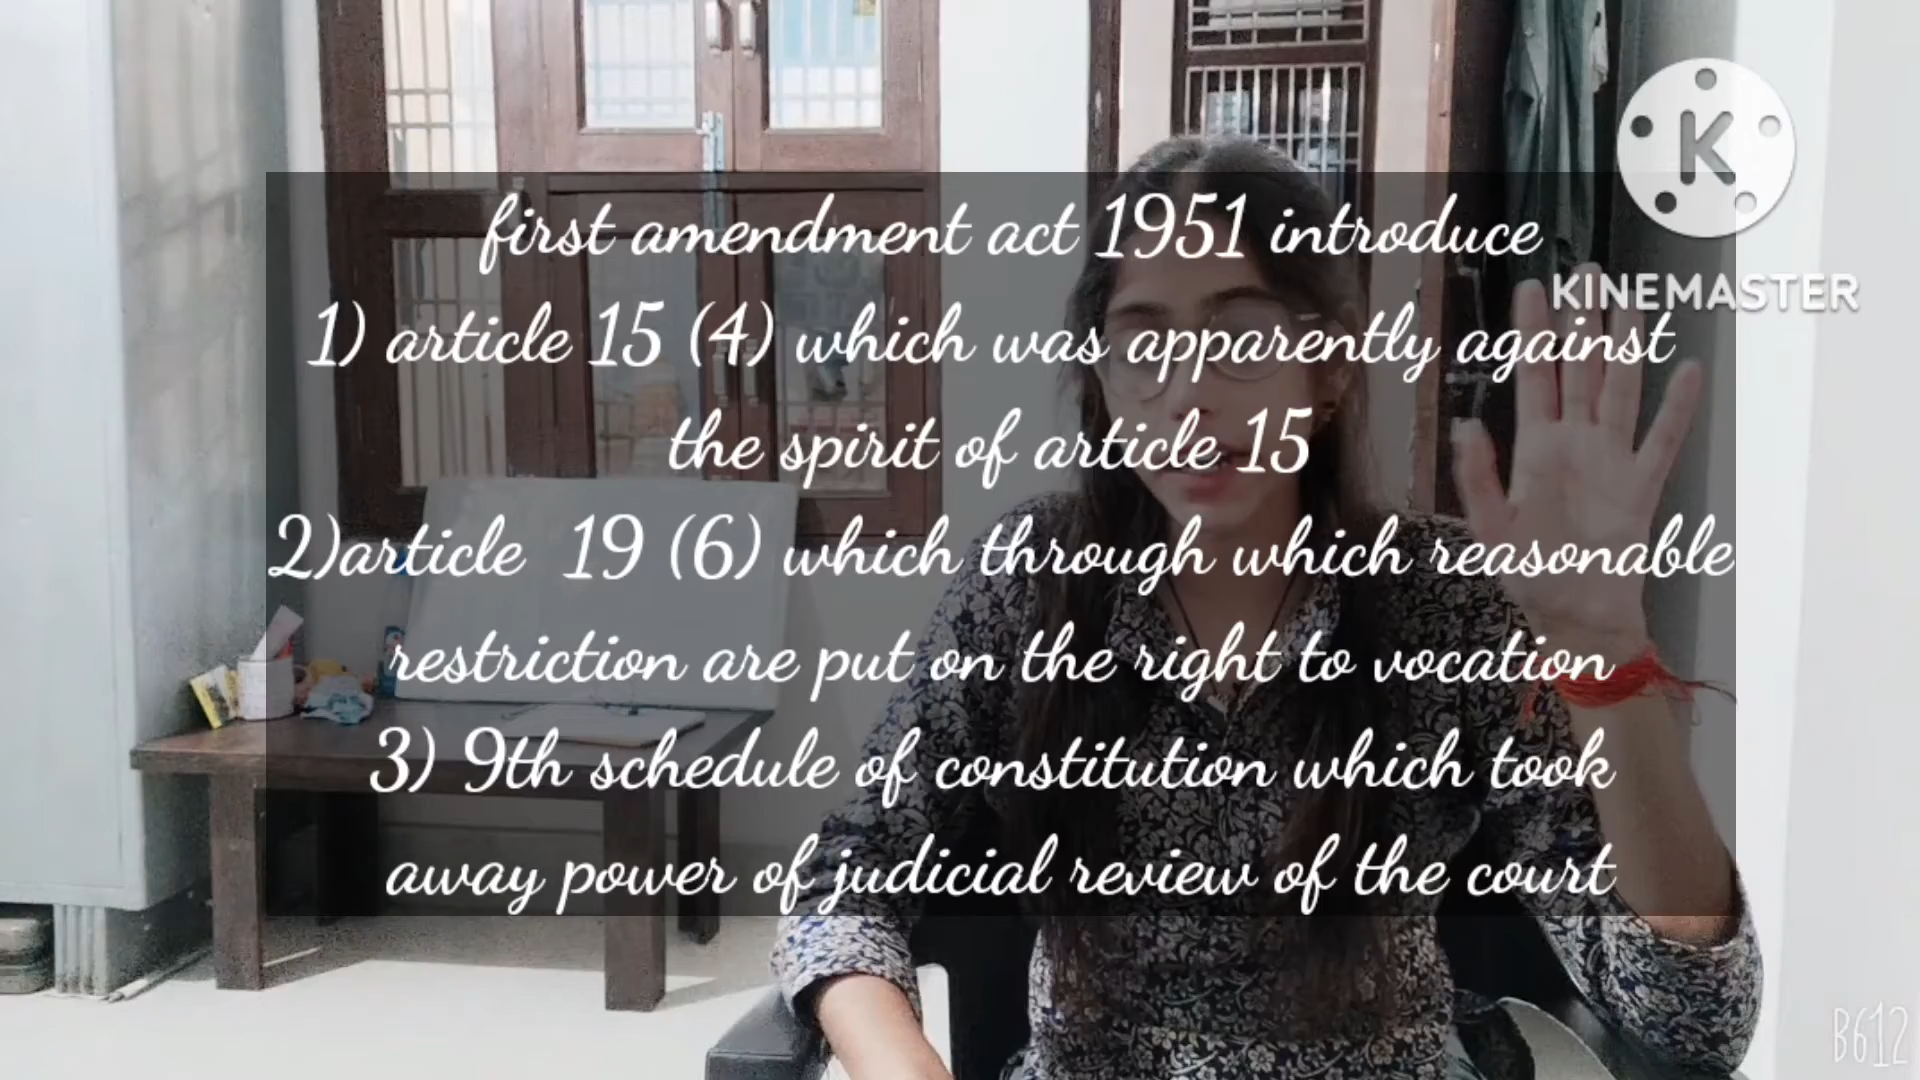 K
KINEMASTER
first amendment act 1951 introduce
1) article 15 (4) which was apparently against
the spirit of article 15
2)article 19 (6) which through which reasonable
restriction are put on the right to vocation
3) 9th schedule of constitution which took
away power of judicial review of the court
B612